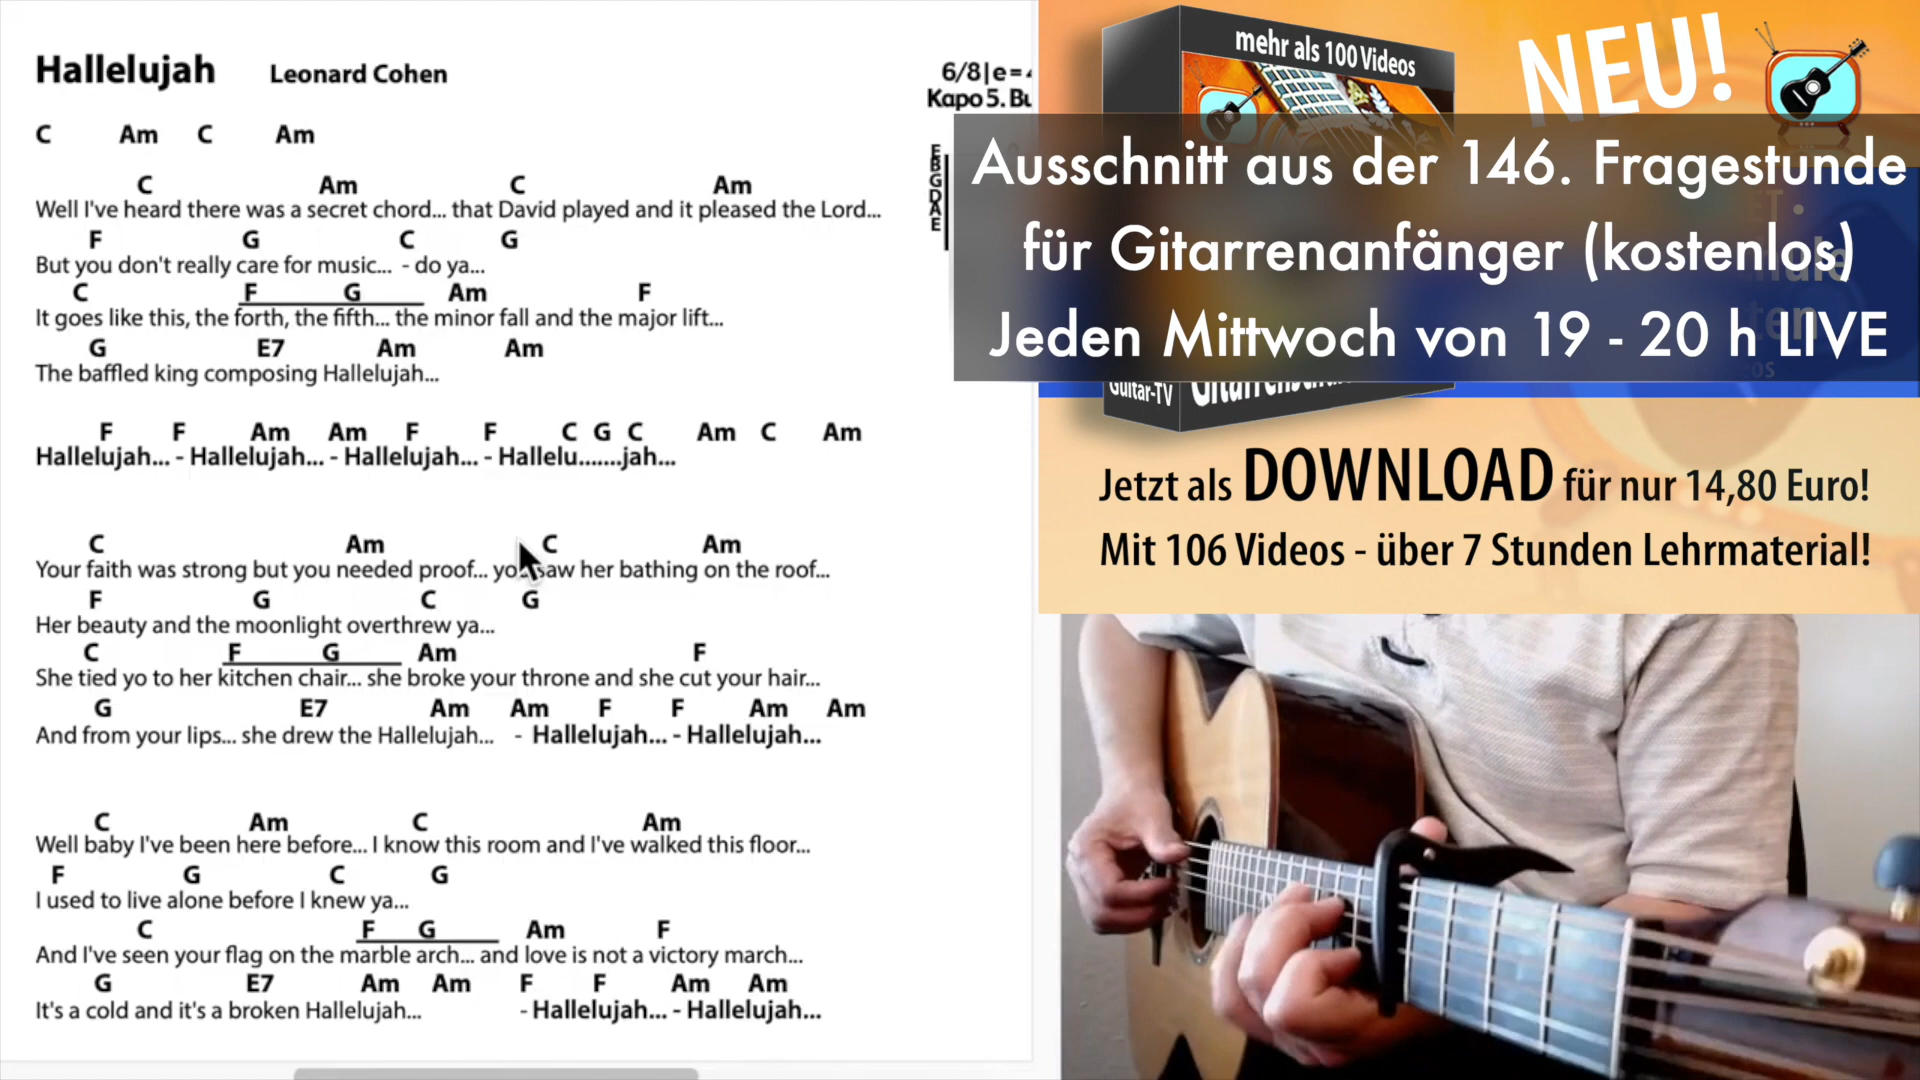 Hallelujah Leonard Cohen
6/8|e=
Kapo 5.
C Am C Am
E
B
G
D
A
E
C Am C Am
Well I've heard there was a secret chord... that David played and it pleased the Lord...
F G C G
But you don't really care for music... - do ya...
C F G Am F
It goes like this, the forth, the fifth... the minor fall and the major lift...
G E7 Am Am
The baffled king composing Hallelujah...
F F Am Am F F C G C Am C Am
Hallelujah... - Hallelujah... - Hallelujah... - Hallelu.......jah...
C Am C Am
Your faith was strong but you needed proof... you saw her bathing on the roof...
F G C G
Her beauty and the moonlight overthrew ya...
C F G Am F
She tied yo to her kitchen chair... she broke your throne and she cut your hair...
G E7 Am Am F F Am Am
And from your lips... she drew the Hallelujah... - Hallelujah... - Hallelujah...
C Am C Am
Well baby I've been here before... I know this room and I've walked this floor...
F G C G
I used to live alone before I knew ya...
C F G Am F
And I've seen your flag on the marble arch... and love is not a victory march...
G E7 Am Am F F Am Am
It's a cold and it's a broken Hallelujah... - Hallelujah... - Hallelujah...
mehr als 100 Videos
NEU!
Ausschnitt aus der 146. Fragestunde
für Gitarrenanfänger (kostenlos)
Jeden Mittwoch von 19 - 20 h LIVE
Guitar-TV
Jetzt als DOWNLOAD für nur 14,80 Euro!
Mit 106 Videos - über 7 Stunden Lehrmaterial!